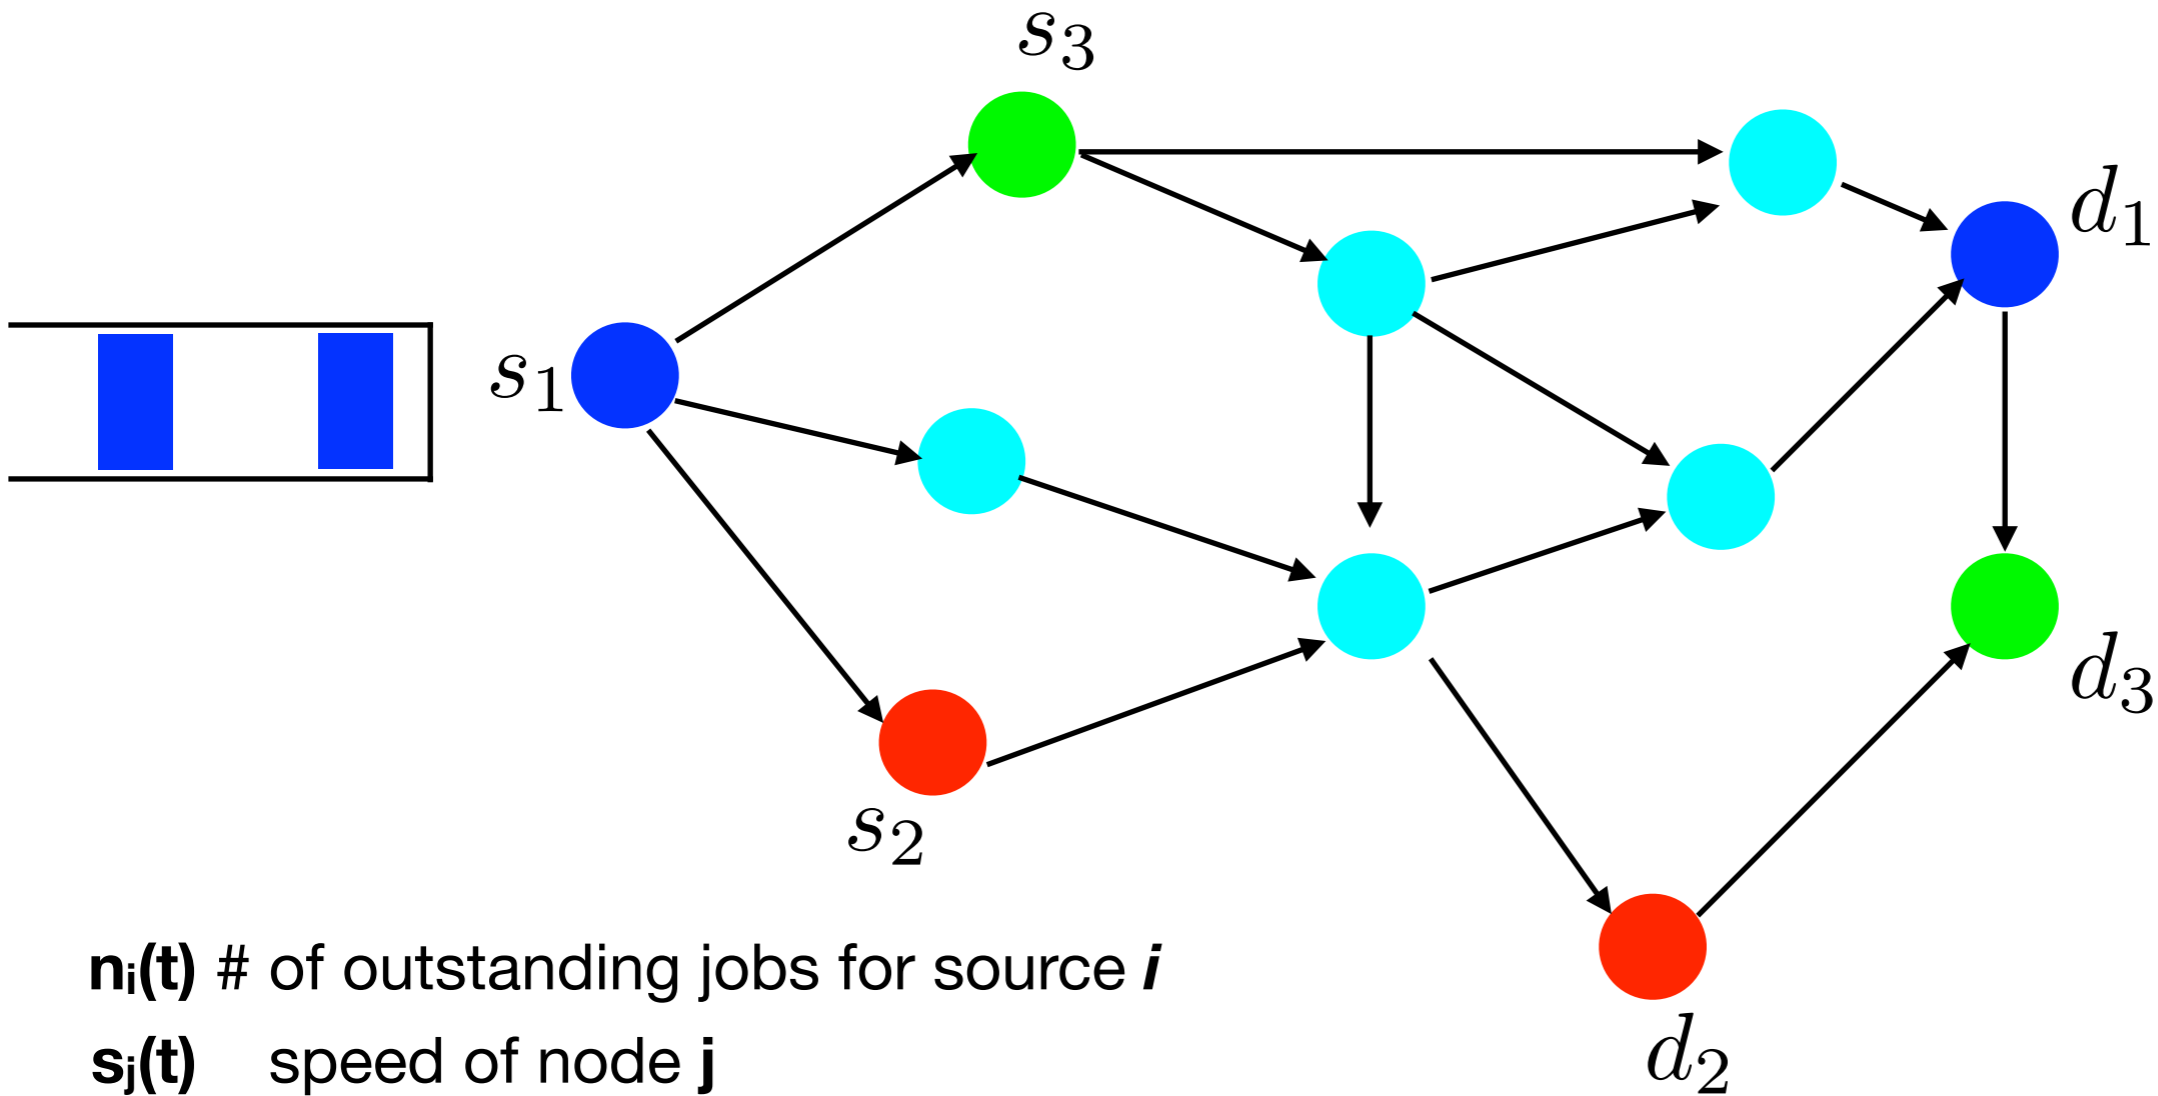 s3
d1
s1
d3
s2
ni(t) # of outstanding jobs for source i
sj(t) speed of node j
d2